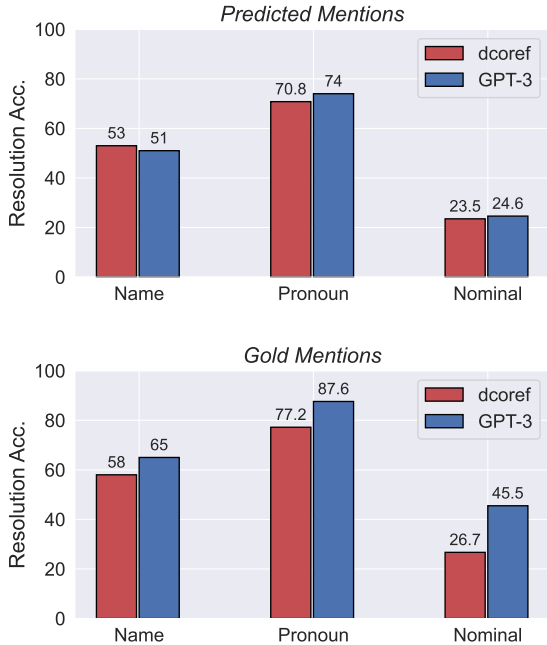 Predicted Mentions
100
80
60
40
20
0
Resolution Acc.
dcoref
GPT-3
53
51
70.8
74
23.5
24.6
Name
Pronoun
Nominal
Gold Mentions
100
80
60
40
20
0
Resolution Acc.
dcoref
GPT-3
58
65
77.2
87.6
26.7
45.5
Name
Pronoun
Nominal